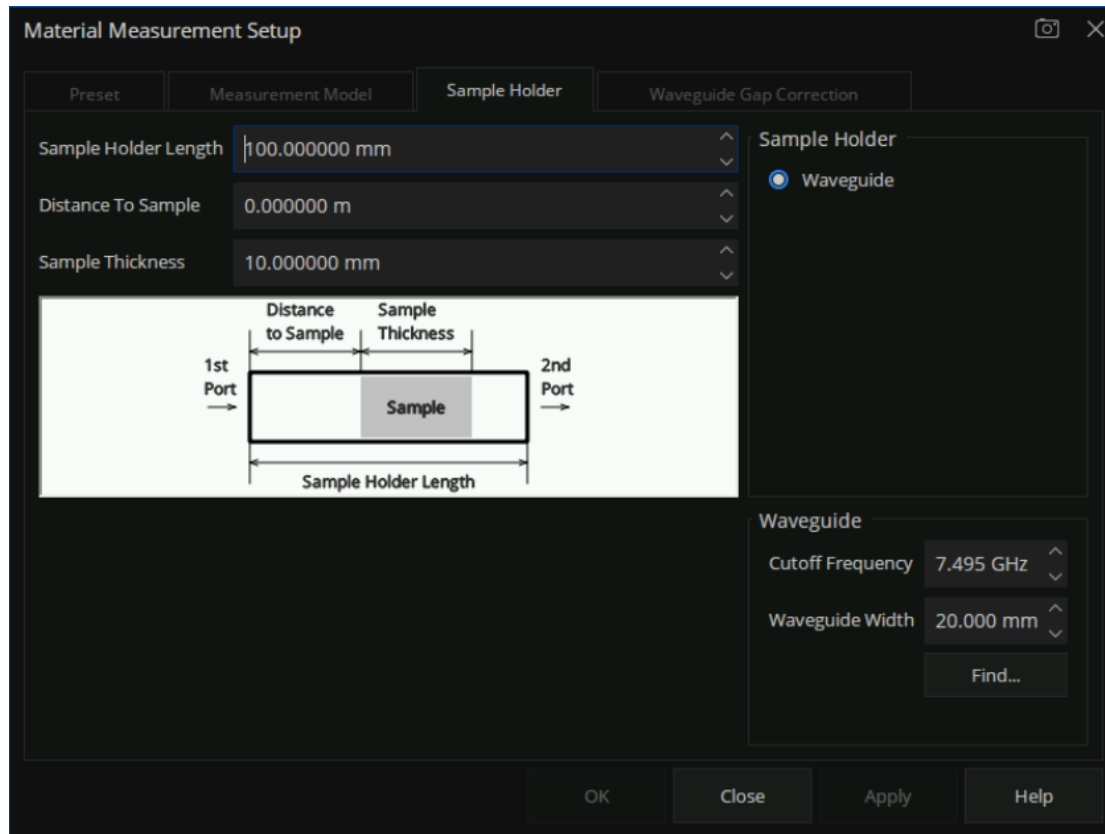 Material Measurement Setup
Preset
Measurement Model
Sample Holder
Waveguide Gap Correction
Sample Holder Length
100.000000 mm
Distance To Sample
0.000000 m
Sample Thickness
10.000000 mm
Distance
to Sample
Sample
Thickness
1st
Port
2nd
Port
Sample
Sample Holder Length
Sample Holder
Waveguide
Waveguide
Cutoff Frequency
7.495 GHz
Waveguide Width
20.000 mm
Find...
OK
Close
Apply
Help